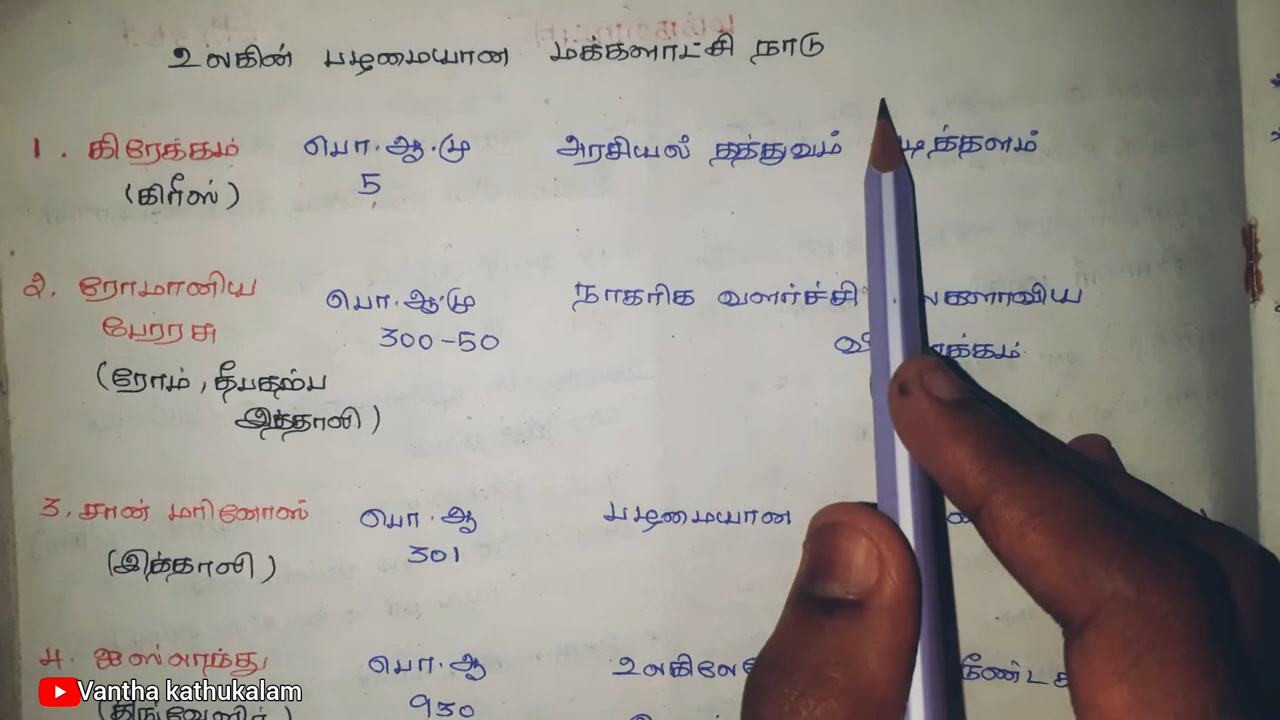 உலகின் பழமையான மக்களாட்சி நாடு
1. கிரேக்கம் பொ.ஆ.மு அரசியல் தத்துவம்
(கிரீஸ்) 5
2. ரோமானிய பொ.ஆ.மு நாகரிக வளர்ச்சி
பேரரசு 300-50
(ரோம், தீபகற்ப
இத்தாலி)
3. சான் மரினோஸ் பொ.ஆ பழமையான
(இத்தாலி) 301
4. ஐஸ்லாந்து பொ.ஆ
930
Vantha kathukalam